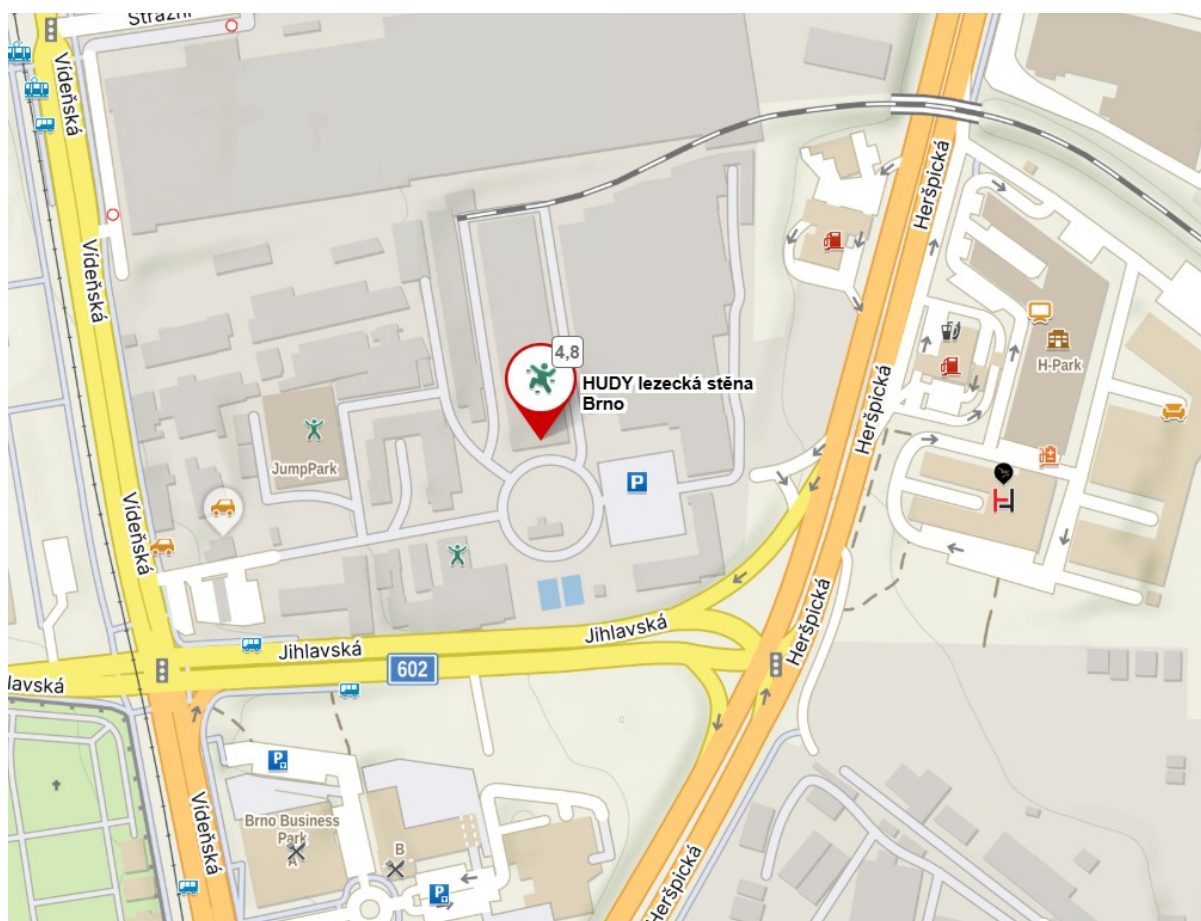 Strážní
Vídeňská
Vídeňská
Heršpická
4,8
HUDY lezecká stěna
Brno
H-Park
Heršpická
JumpPark
P
Vídeňská
Heršpická
Jihlavská
Jihlavská
602
lavská
P
Vídeňská
Brno Business
Park
A
B
P
Heršpická